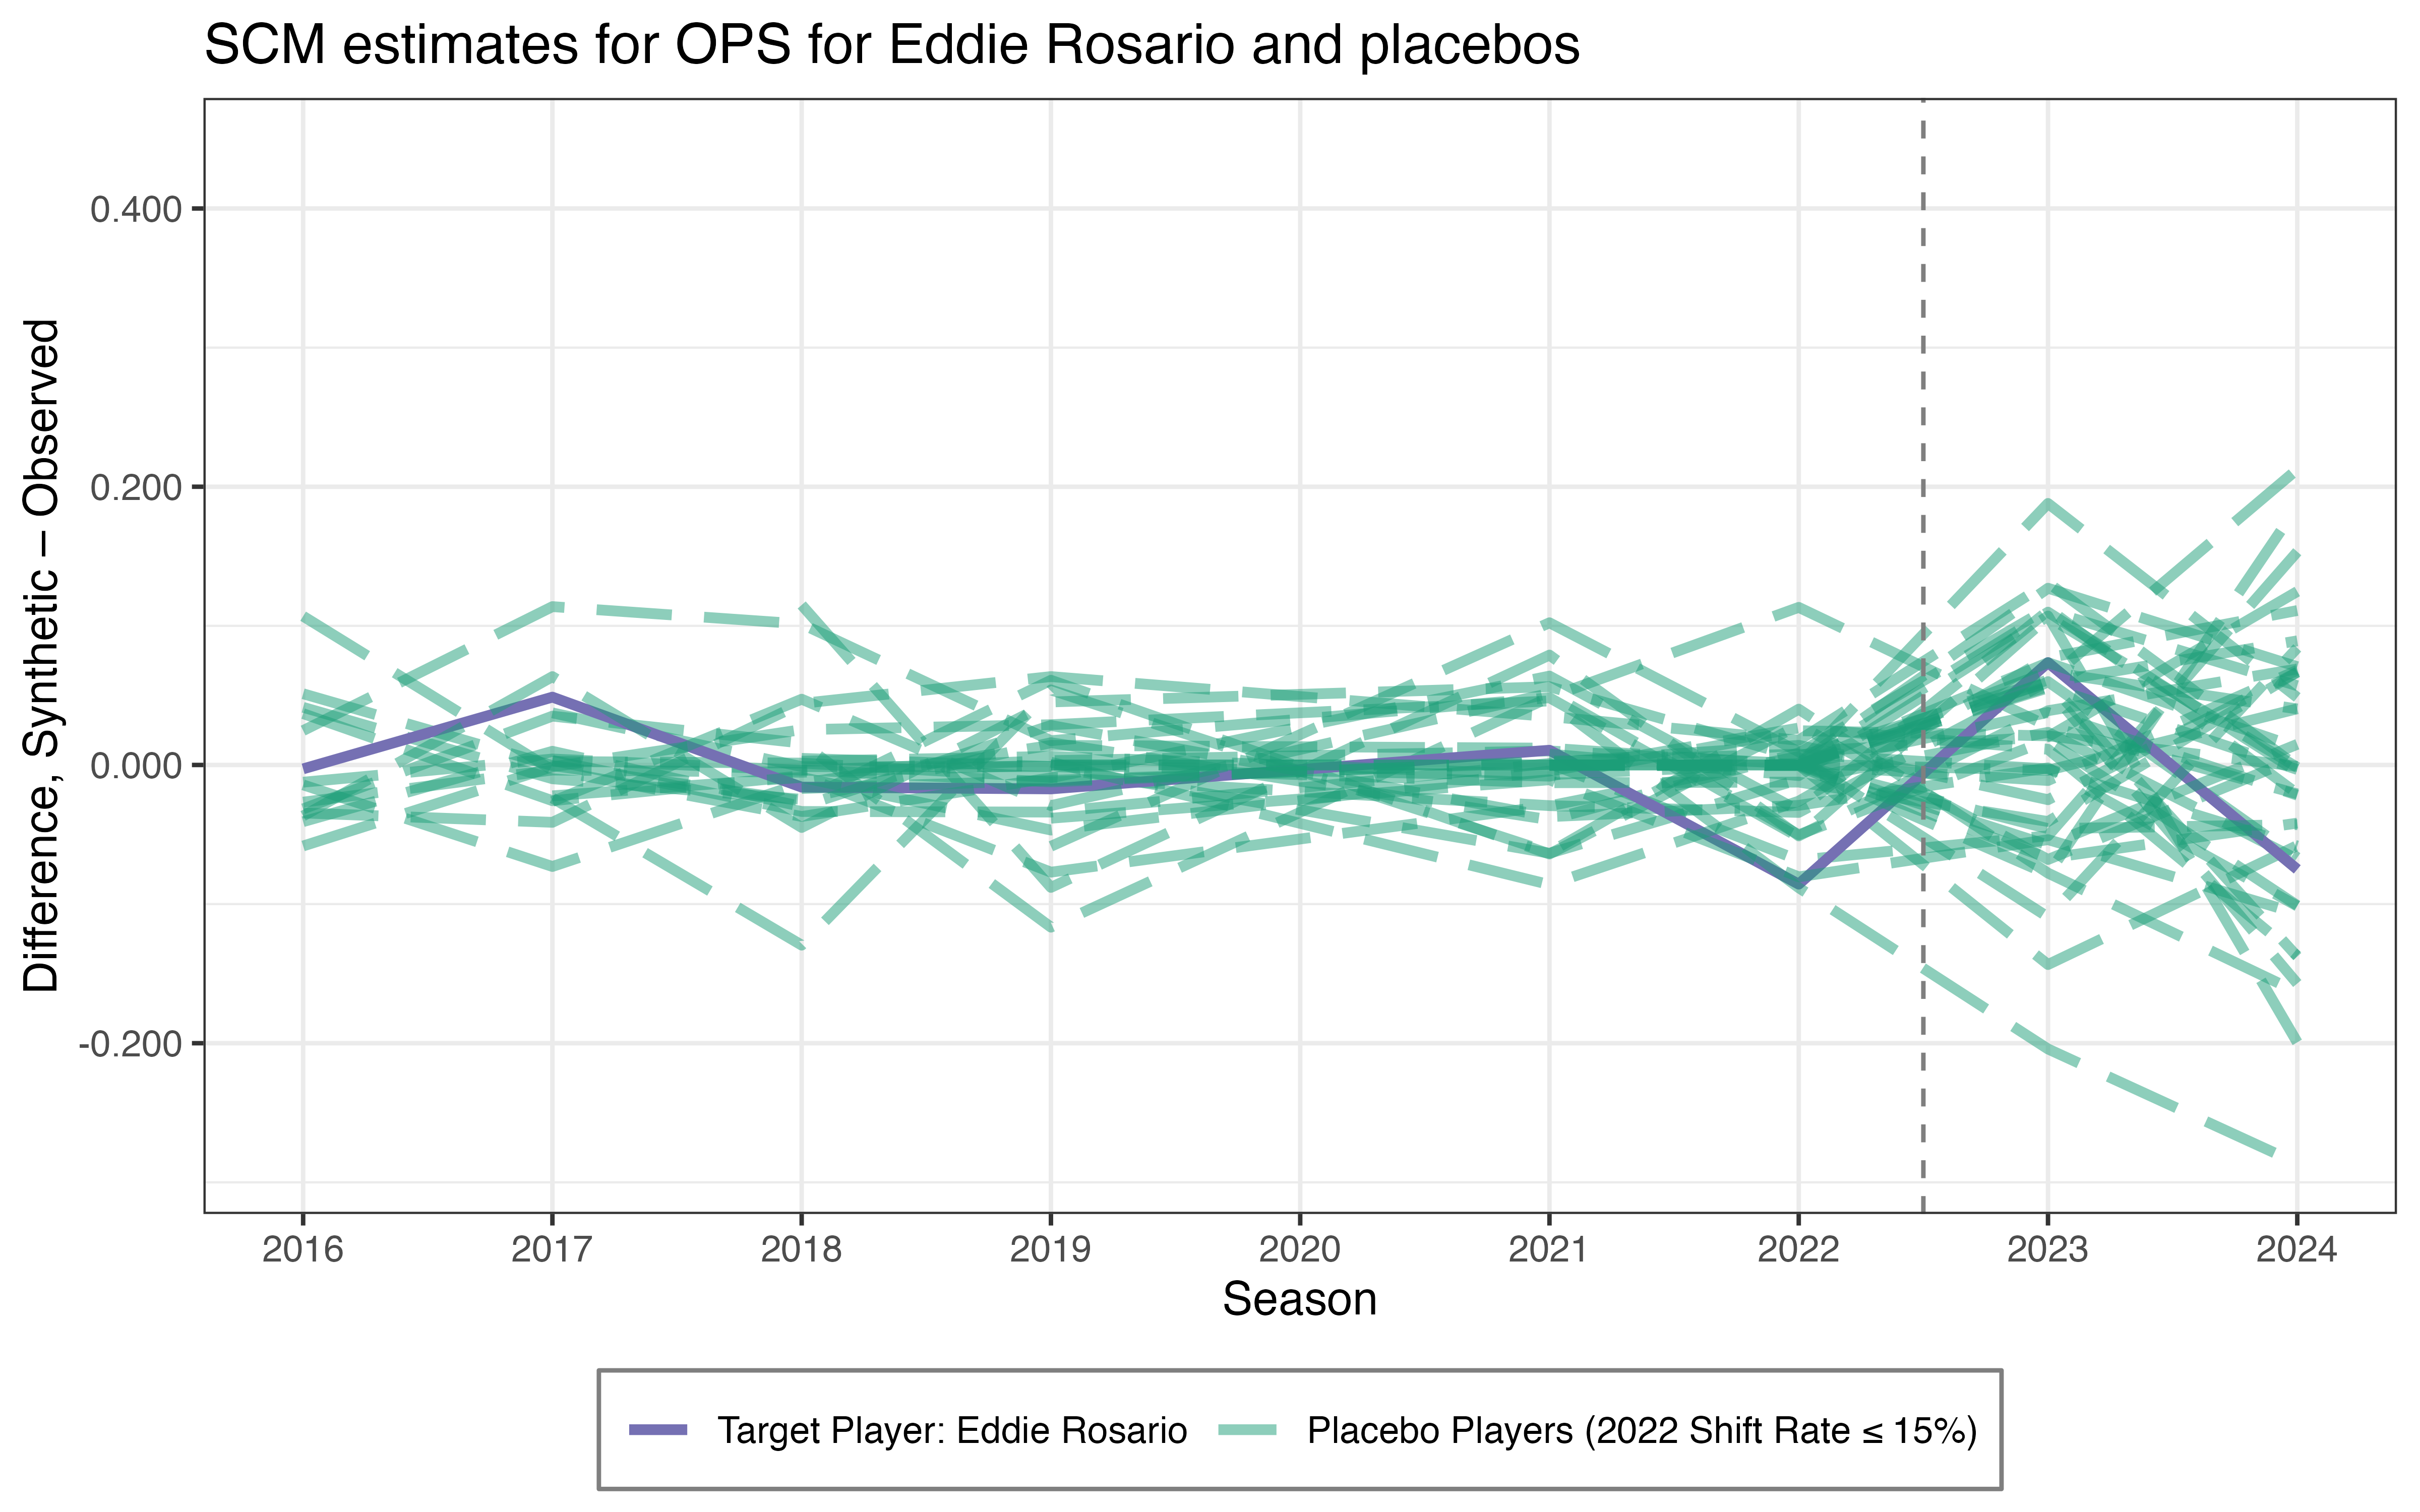 SCM estimates for OPS for Eddie Rosario and placebos
Difference, Synthetic − Observed
0.400
0.200
0.000
-0.200
2016 2017 2018 2019 2020 2021 2022 2023 2024
Season
Target Player: Eddie Rosario Placebo Players (2022 Shift Rate ≤ 15%)